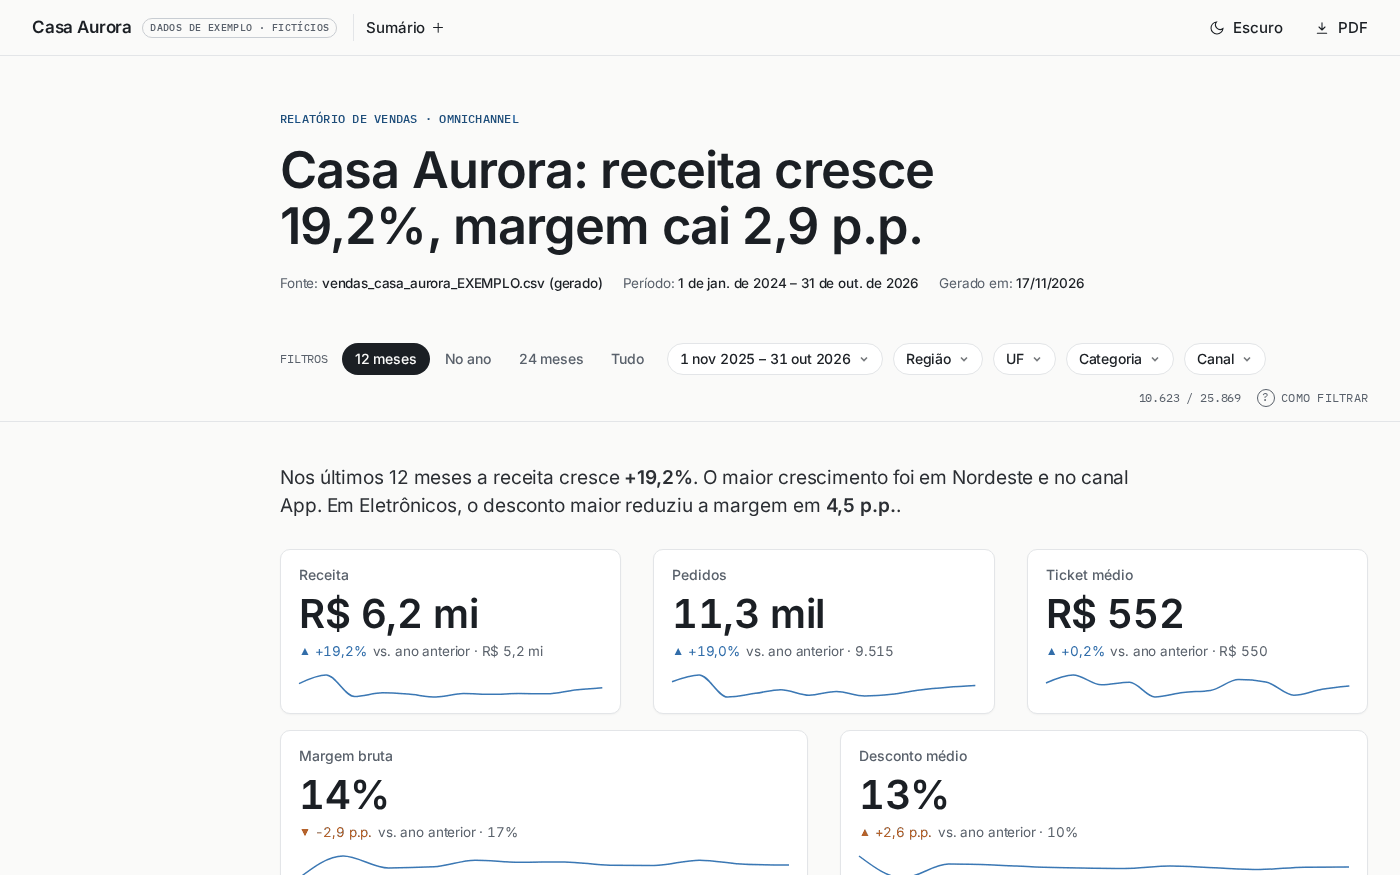 Casa Aurora
DADOS DE EXEMPLO · FICTÍCIOS
Sumário +
Escuro
PDF
RELATÓRIO DE VENDAS · OMNICHANNEL
Casa Aurora: receita cresce
19,2%, margem cai 2,9 p.p.
Fonte: vendas_casa_aurora_EXEMPLO.csv (gerado) Período: 1 de jan. de 2024 – 31 de out. de 2026 Gerado em: 17/11/2026
FILTROS 12 meses No ano 24 meses Tudo 1 nov 2025 – 31 out 2026 Região UF Categoria Canal
10.623 / 25.869 ? COMO FILTRAR
Nos últimos 12 meses a receita cresce +19,2%. O maior crescimento foi em Nordeste e no canal
App. Em Eletrônicos, o desconto maior reduziu a margem em 4,5 p.p..
Receita
R$ 6,2 mi
▲ +19,2% vs. ano anterior · R$ 5,2 mi
Pedidos
11,3 mil
▲ +19,0% vs. ano anterior · 9.515
Ticket médio
R$ 552
▲ +0,2% vs. ano anterior · R$ 550
Margem bruta
14%
▼ -2,9 p.p. vs. ano anterior · 17%
Desconto médio
13%
▲ +2,6 p.p. vs. ano anterior · 10%